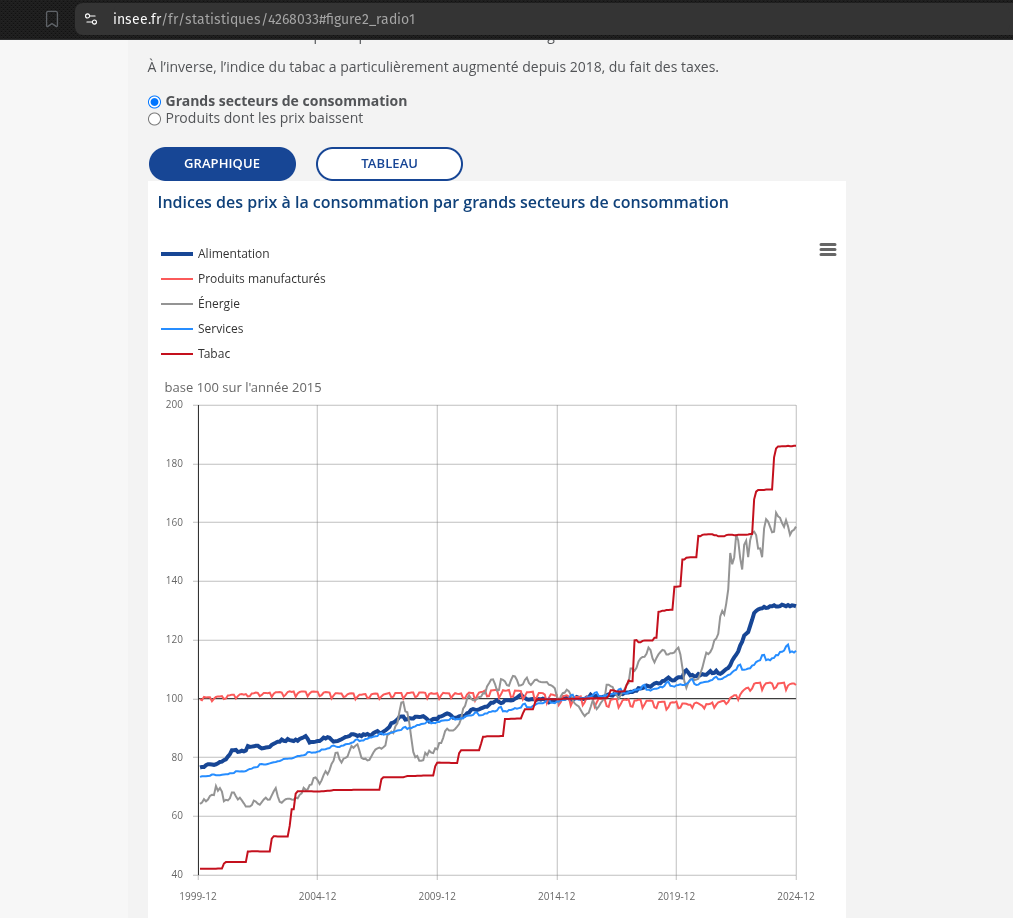 insee.fr/fr/statistiques/4268033#figure2_radio1
À l’inverse, l’indice du tabac a particulièrement augmenté depuis 2018, du fait des taxes.
Grands secteurs de consommation
Produits dont les prix baissent
GRAPHIQUE TABLEAU
Indices des prix à la consommation par grands secteurs de consommation
Alimentation
Produits manufacturés
Énergie
Services
Tabac
base 100 sur l'année 2015
200
180
160
140
120
100
80
60
40
1999-12 2004-12 2009-12 2014-12 2019-12 2024-12